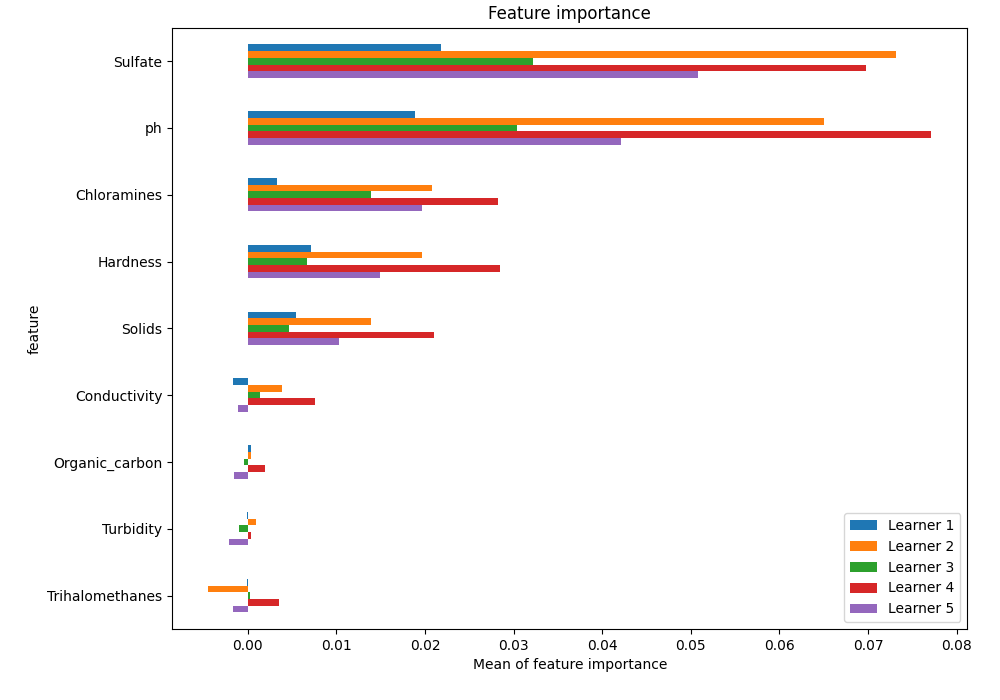 Feature importance
Sulfate
ph
Chloramines
Hardness
Solids
Conductivity
Organic_carbon
Turbidity
Trihalomethanes
feature
Learner 1
Learner 2
Learner 3
Learner 4
Learner 5
0.00 0.01 0.02 0.03 0.04 0.05 0.06 0.07 0.08
Mean of feature importance